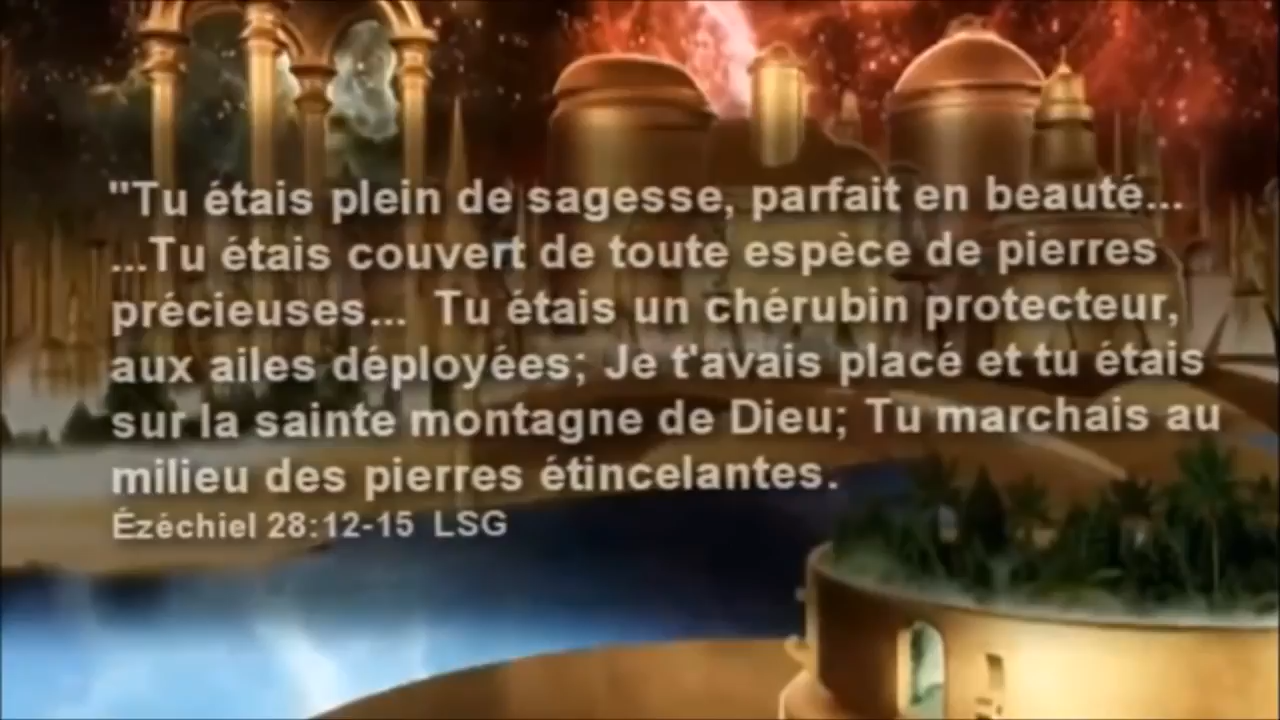 "Tu étais plein de sagesse, parfait en beauté...
...Tu étais couvert de toute espèce de pierres
précieuses... Tu étais un chérubin protecteur,
aux ailes déployées; Je t'avais placé et tu étais
sur la sainte montagne de Dieu; Tu marchais au
milieu des pierres étincelantes.
Ézéchiel 28:12-15 LSG